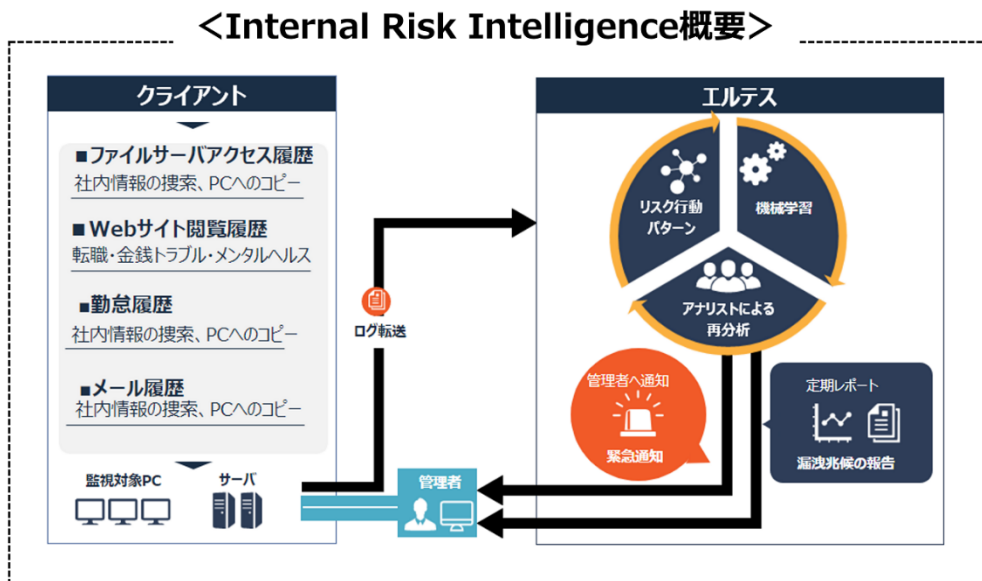 ＜Internal Risk Intelligence概要＞
クライアント
■ファイルサーバアクセス履歴
社内情報の捜索、PCへのコピー
■Webサイト閲覧履歴
転職・金銭トラブル・メンタルヘルス
■勤怠履歴
社内情報の捜索、PCへのコピー
■メール履歴
社内情報の捜索、PCへのコピー
監視対象PC
サーバ
ログ転送
管理者
エルテス
リスク行動
パターン
機械学習
アナリストによる
再分析
管理者へ通知
緊急通知
定期レポート
漏洩兆候の報告